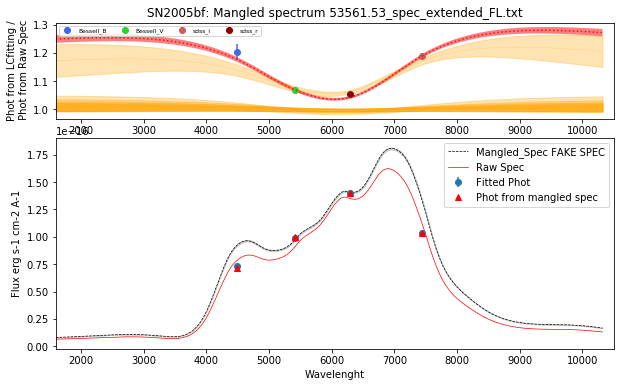 SN2005bf: Mangled spectrum 53561.53_spec_extended_FL.txt
Phot from LCfitting /
Phot from Raw Spec
1.3
1.2
1.1
1.0
Bessell_B
Bessell_V
sdss_i
sdss_r
2000 3000 4000 5000 6000 7000 8000 9000 10000
1e−16
Flux erg s-1 cm-2 A-1
1.75
1.50
1.25
1.00
0.75
0.50
0.25
0.00
Mangled_Spec FAKE SPEC
Raw Spec
Fitted Phot
Phot from mangled spec
2000 3000 4000 5000 6000 7000 8000 9000 10000
Wavelenght